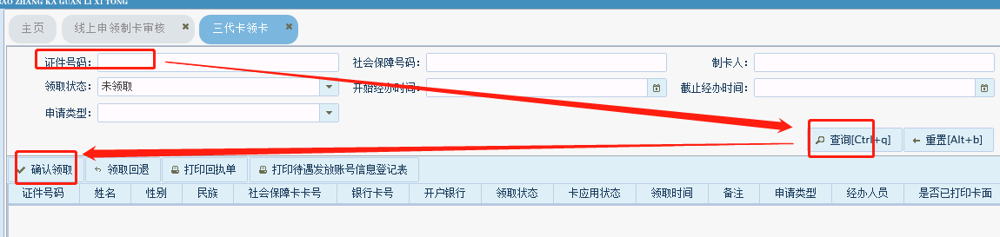 BAO ZHANG KA GUAN LI XI TONG
主页 线上申领制卡审核 三代卡领卡
证件号码: 社会保障号码: 制卡人:
领取状态: 未领取 开始经办时间: 截止经办时间:
申请类型:
查询[Ctrl+q] 重置[Alt+b]
确认领取 领取回退 打印回执单 打印待遇发放账号信息登记表
证件号码 姓名 性别 民族 社会保障卡卡号 银行卡号 开户银行 领取状态 卡应用状态 领取时间 备注 申请类型 经办人员 是否已打印卡面